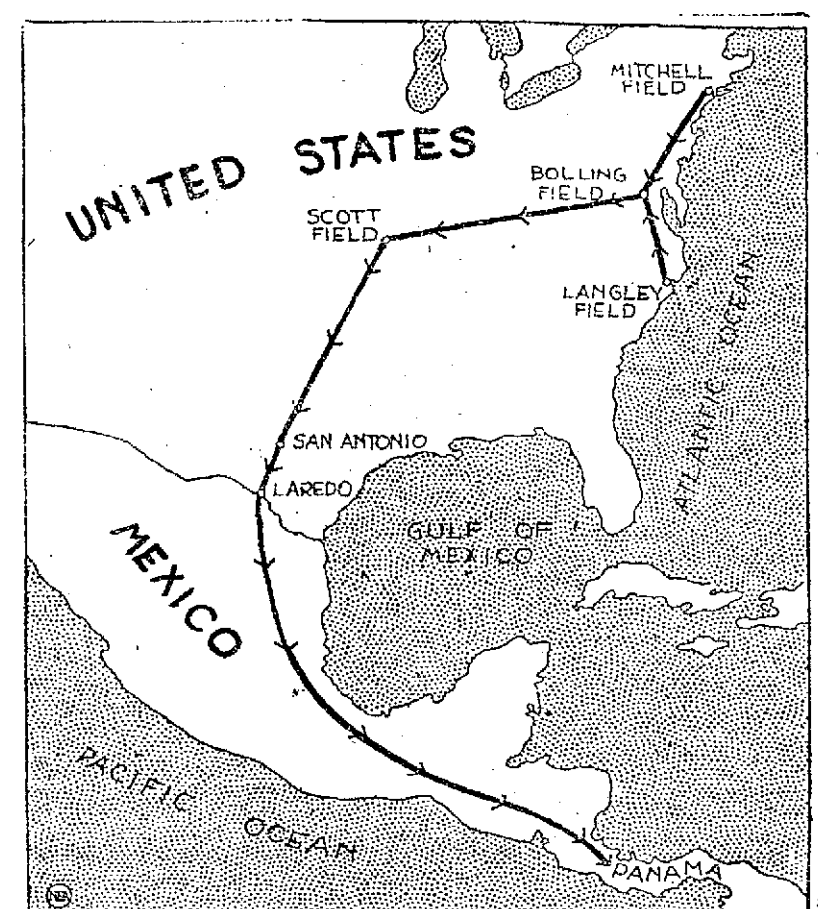 MITCHELL
FIELD
UNITED STATES
BOLLING
FIELD
SCOTT
FIELD
LANGLEY
FIELD
ATLANTIC OCEAN
SAN ANTONIO
LAREDO
GULF OF
MEXICO
MEXICO
PACIFIC OCEAN
PANAMA